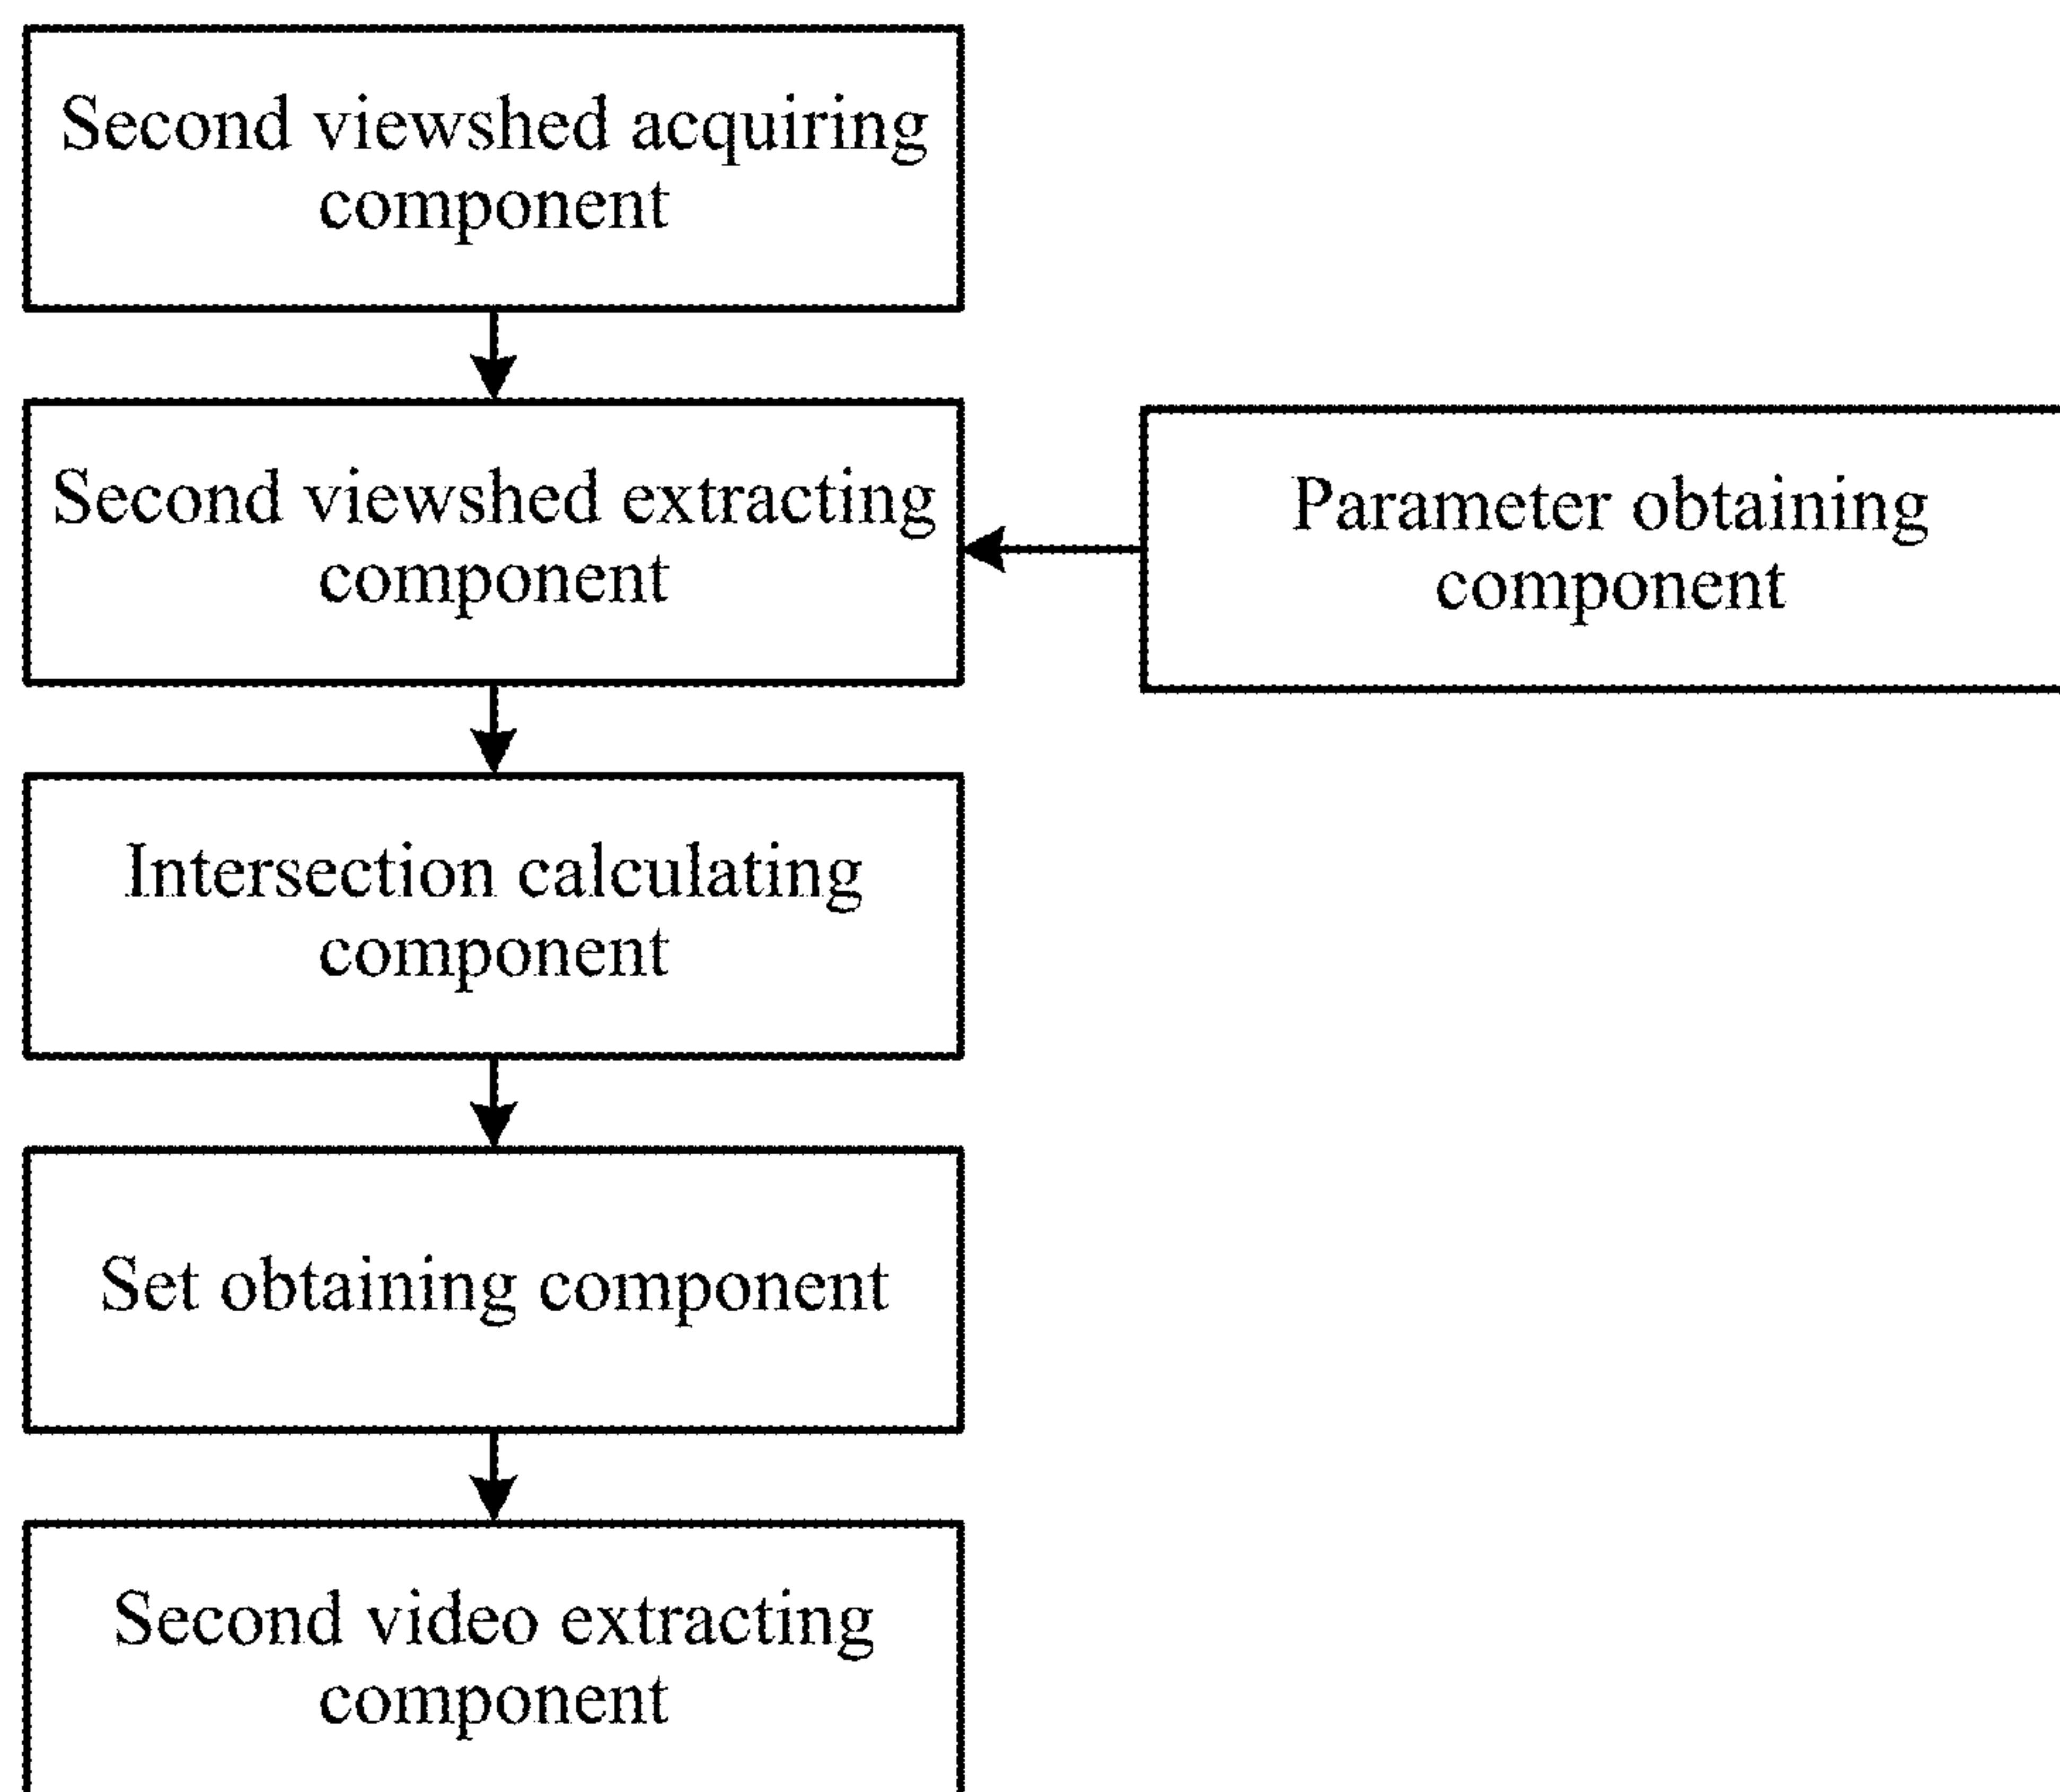 Second viewshed acquiring
component
Second viewshed extracting
component
Parameter obtaining
component
Intersection calculating
component
Set obtaining component
Second video extracting
component